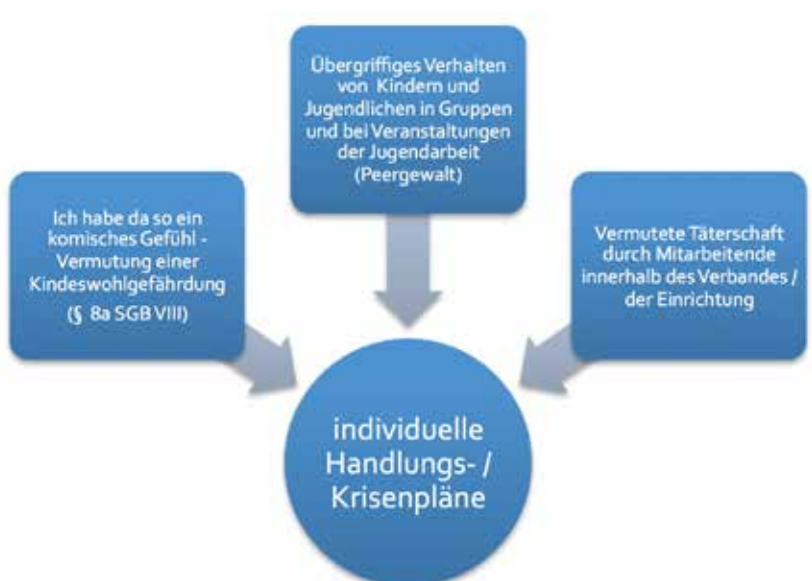 Übergriffiges Verhalten
von Kindern und
Jugendlichen in Gruppen
und bei Veranstaltungen
der Jugendarbeit
(Peergewalt)
Ich habe da so ein
komisches Gefühl -
Vermutung einer
Kindeswohlgefährdung
(§ 8a SGB VIII)
Vermutete Täterschaft
durch Mitarbeitende
innerhalb des Verbandes /
der Einrichtung
individuelle
Handlungs- /
Krisenpläne